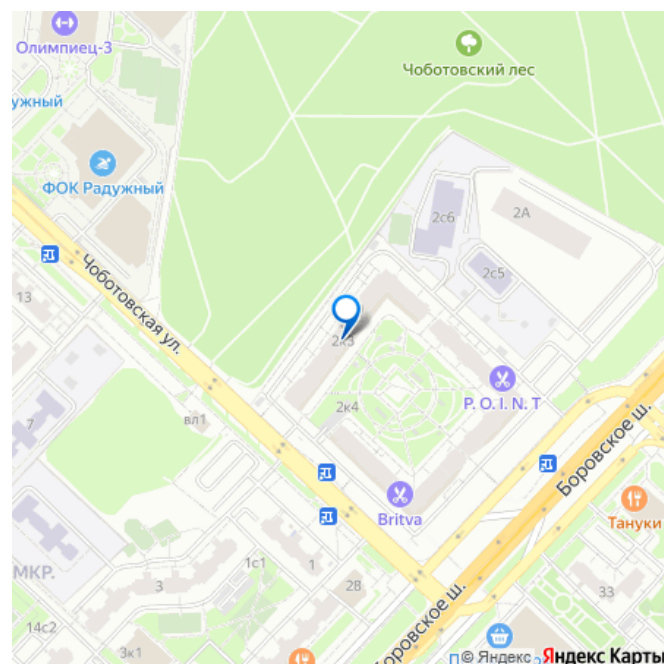 Олимпиец-3
Чоботовский лес
ужный
ФОК Радужный
2с6
2А
2с5
Чоботовская ул.
13
2к3
7
2к4
вл1
P. O. I. N. T
Боровское ш.
Britva
Тануки
МКР.
1с1
1
3
28
33
14с2
3к1
Боровское ш.
© Яндекс
Яндекс Карты